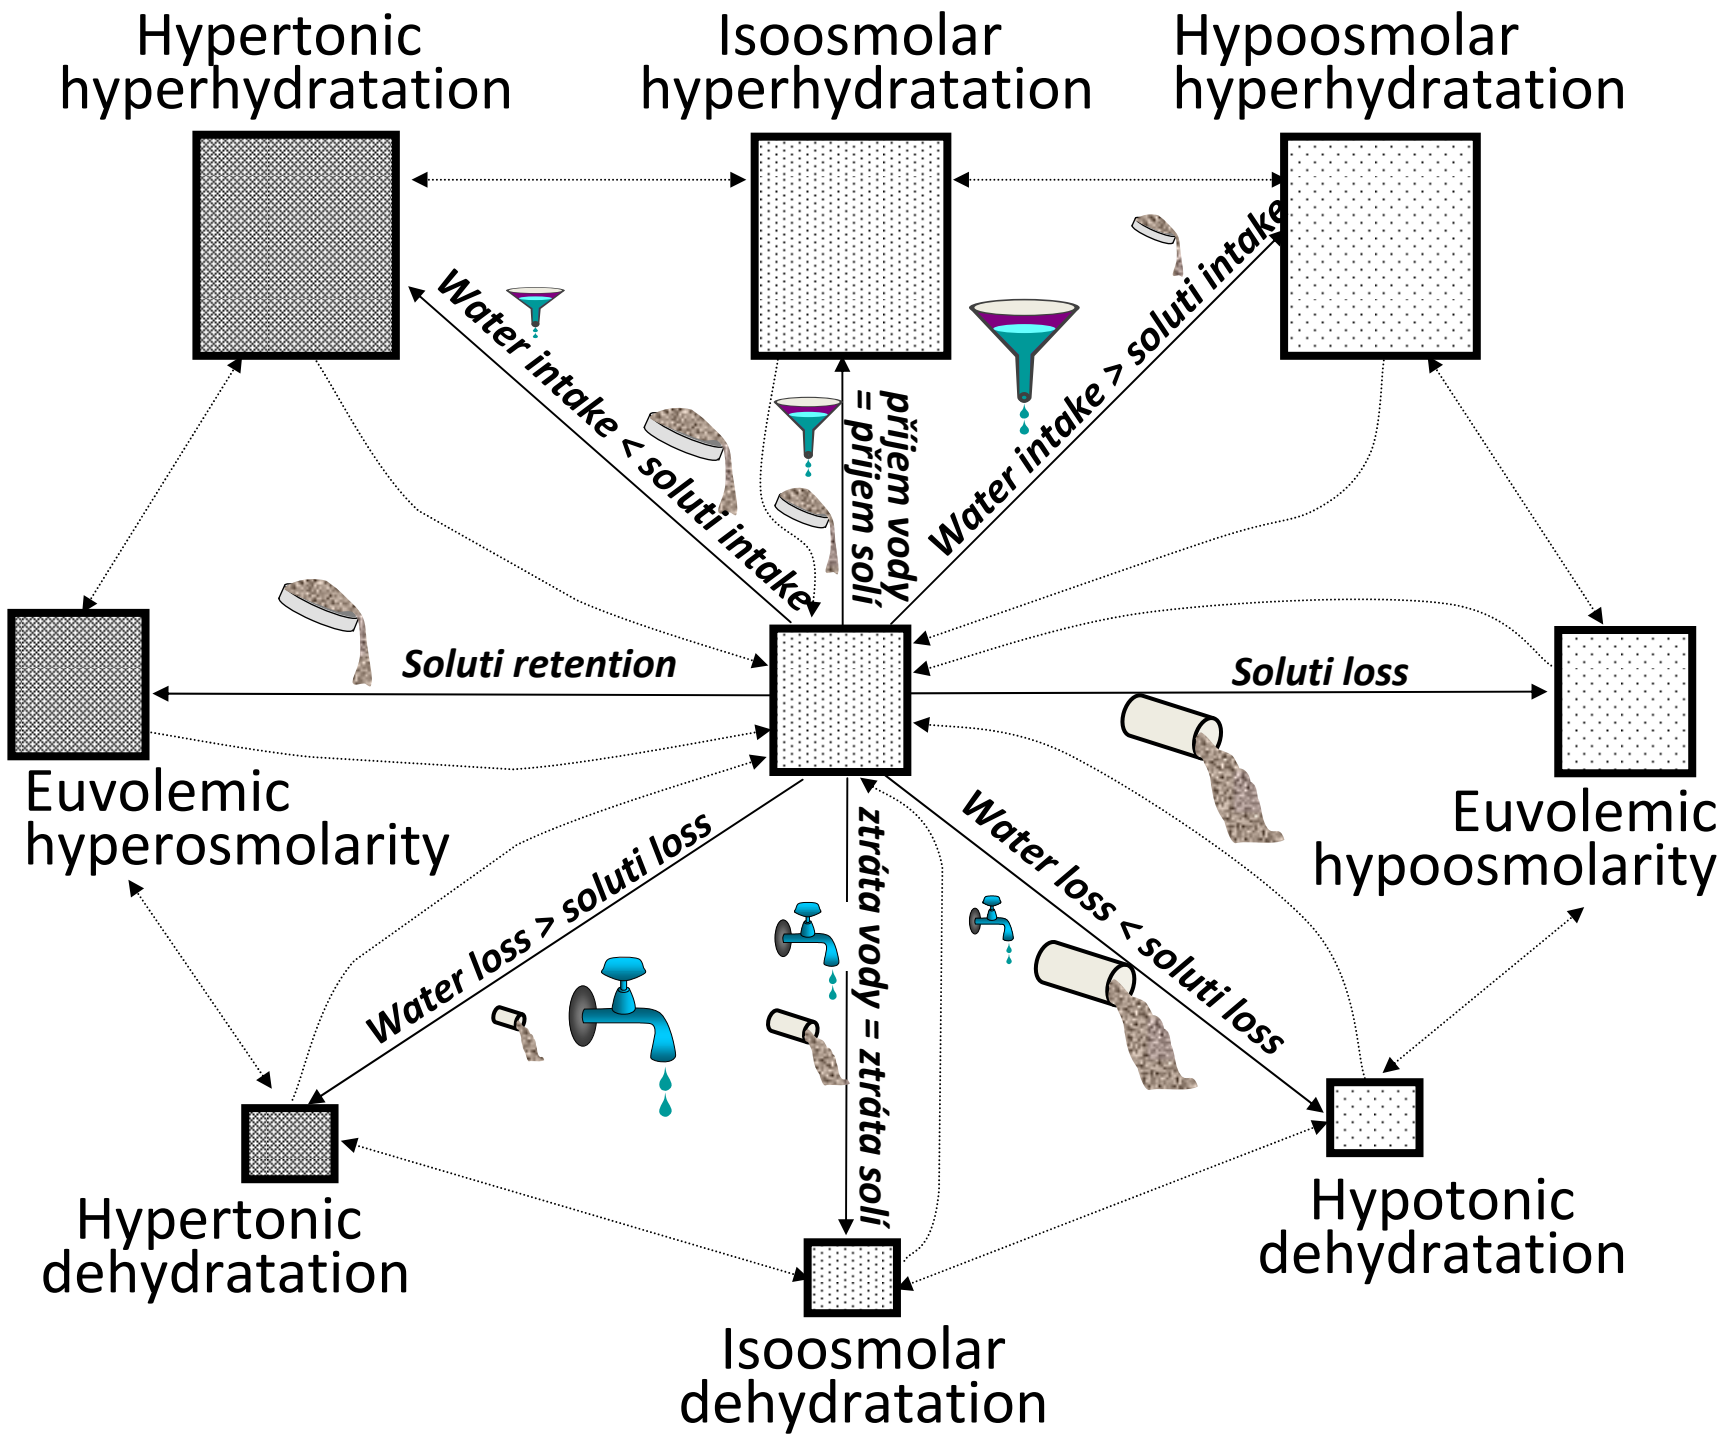 Hypertonic
hyperhydratation
Isoosmolar
hyperhydratation
Hypoosmolar
hyperhydratation
Water intake < soluti intake
příjem vody
= příjem solí
Water intake > soluti intake
Soluti retention
Soluti loss
Euvolemic
hyperosmolarity
Euvolemic
hypoosmolarity
Water loss > soluti loss
ztráta vody = ztráta solí
Water loss < soluti loss
Hypertonic
dehydratation
Isoosmolar
dehydratation
Hypotonic
dehydratation